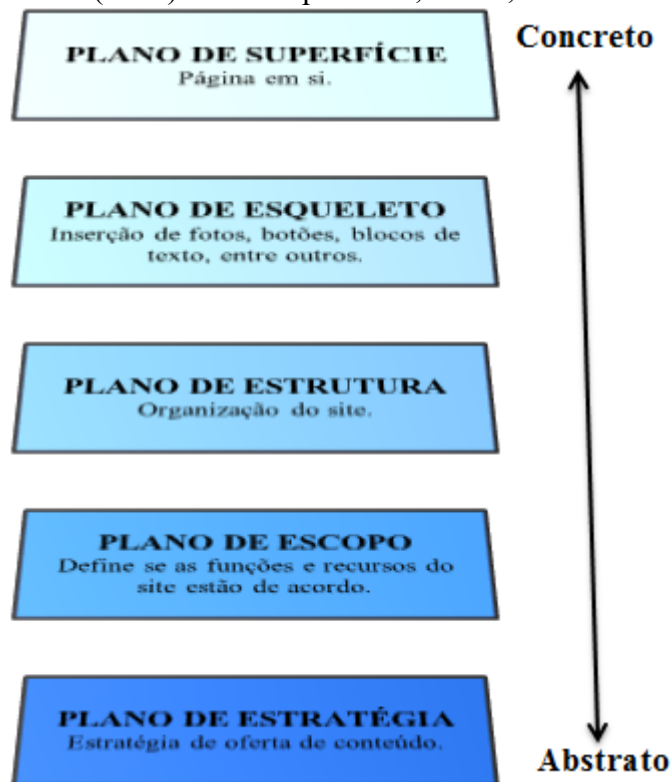 PLANO DE SUPERFÍCIE
Página em si.
Concreto
PLANO DE ESQUELETO
Inserção de fotos, botões, blocos de
texto, entre outros.
PLANO DE ESTRUTURA
Organização do site.
PLANO DE ESCOPO
Define se as funções e recursos do
site estão de acordo.
PLANO DE ESTRATÉGIA
Estratégia de oferta de conteúdo.
Abstrato